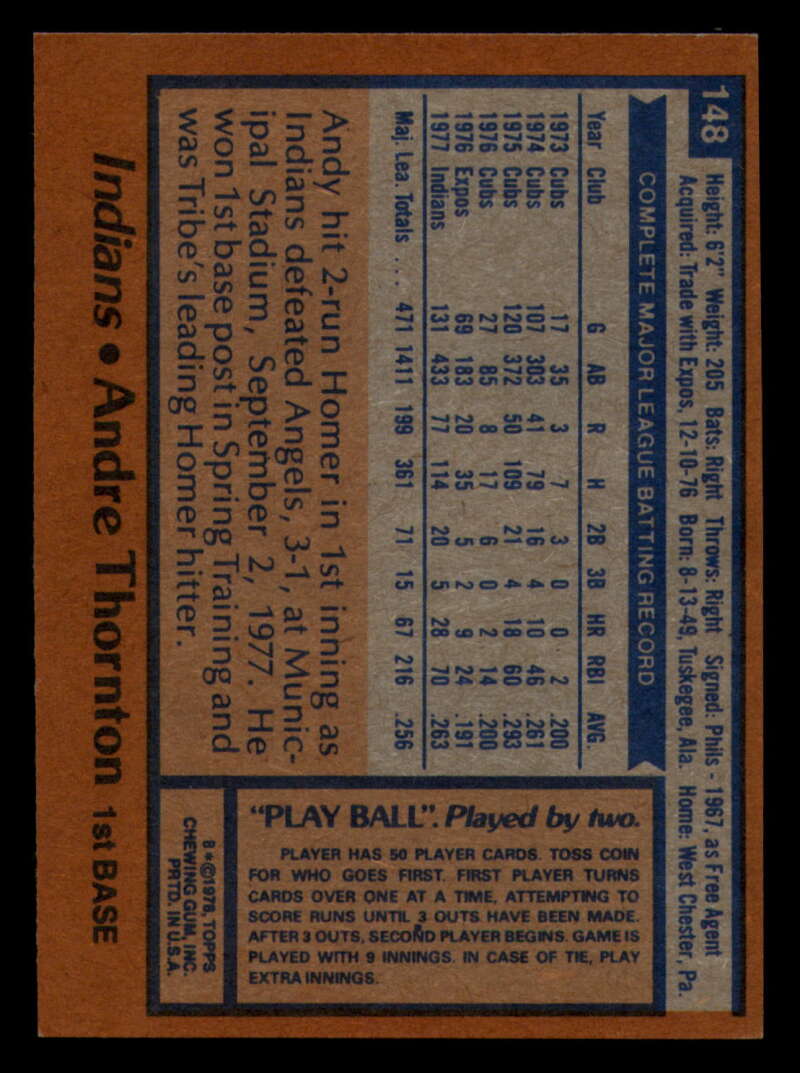 148
Height: 6'2" Weight: 205 Bats: Right Throws: Right Signed: Phils - 1967, as Free Agent
Acquired: Trade with Expos, 12-10-76 Born: 8-13-49, Tuskegee, Ala. Home: West Chester, Pa.
COMPLETE MAJOR LEAGUE BATTING RECORD
Year Club G AB R H 2B 3B HR RBI AVG.
1973 Cubs 17 35 3 7 3 0 0 2 .200
1974 Cubs 107 303 41 79 16 4 10 46 .261
1975 Cubs 120 372 50 109 21 4 18 60 .293
1976 Cubs 27 85 8 17 6 0 2 14 .200
1976 Expos 69 183 20 35 5 2 9 24 .191
1977 Indians 131 433 77 114 20 5 28 70 .263
Maj. Lea. Totals ... 471 1411 199 361 71 15 67 216 .256
Andy hit 2-run Homer in 1st inning as
Indians defeated Angels, 3-1, at Munic-
ipal Stadium, September 2, 1977. He
won 1st base post in Spring Training and
was Tribe's leading Homer hitter.
Indians • Andre Thornton 1st BASE
"PLAY BALL". Played by two.
PLAYER HAS 50 PLAYER CARDS. TOSS COIN
FOR WHO GOES FIRST. FIRST PLAYER TURNS
CARDS OVER ONE AT A TIME, ATTEMPTING TO
SCORE RUNS UNTIL 3 OUTS HAVE BEEN MADE.
AFTER 3 OUTS, SECOND PLAYER BEGINS. GAME IS
PLAYED WITH 9 INNINGS. IN CASE OF TIE, PLAY
EXTRA INNINGS.
8*©1978, TOPPS
CHEWING GUM, INC.
PRTD. IN U.S.A.